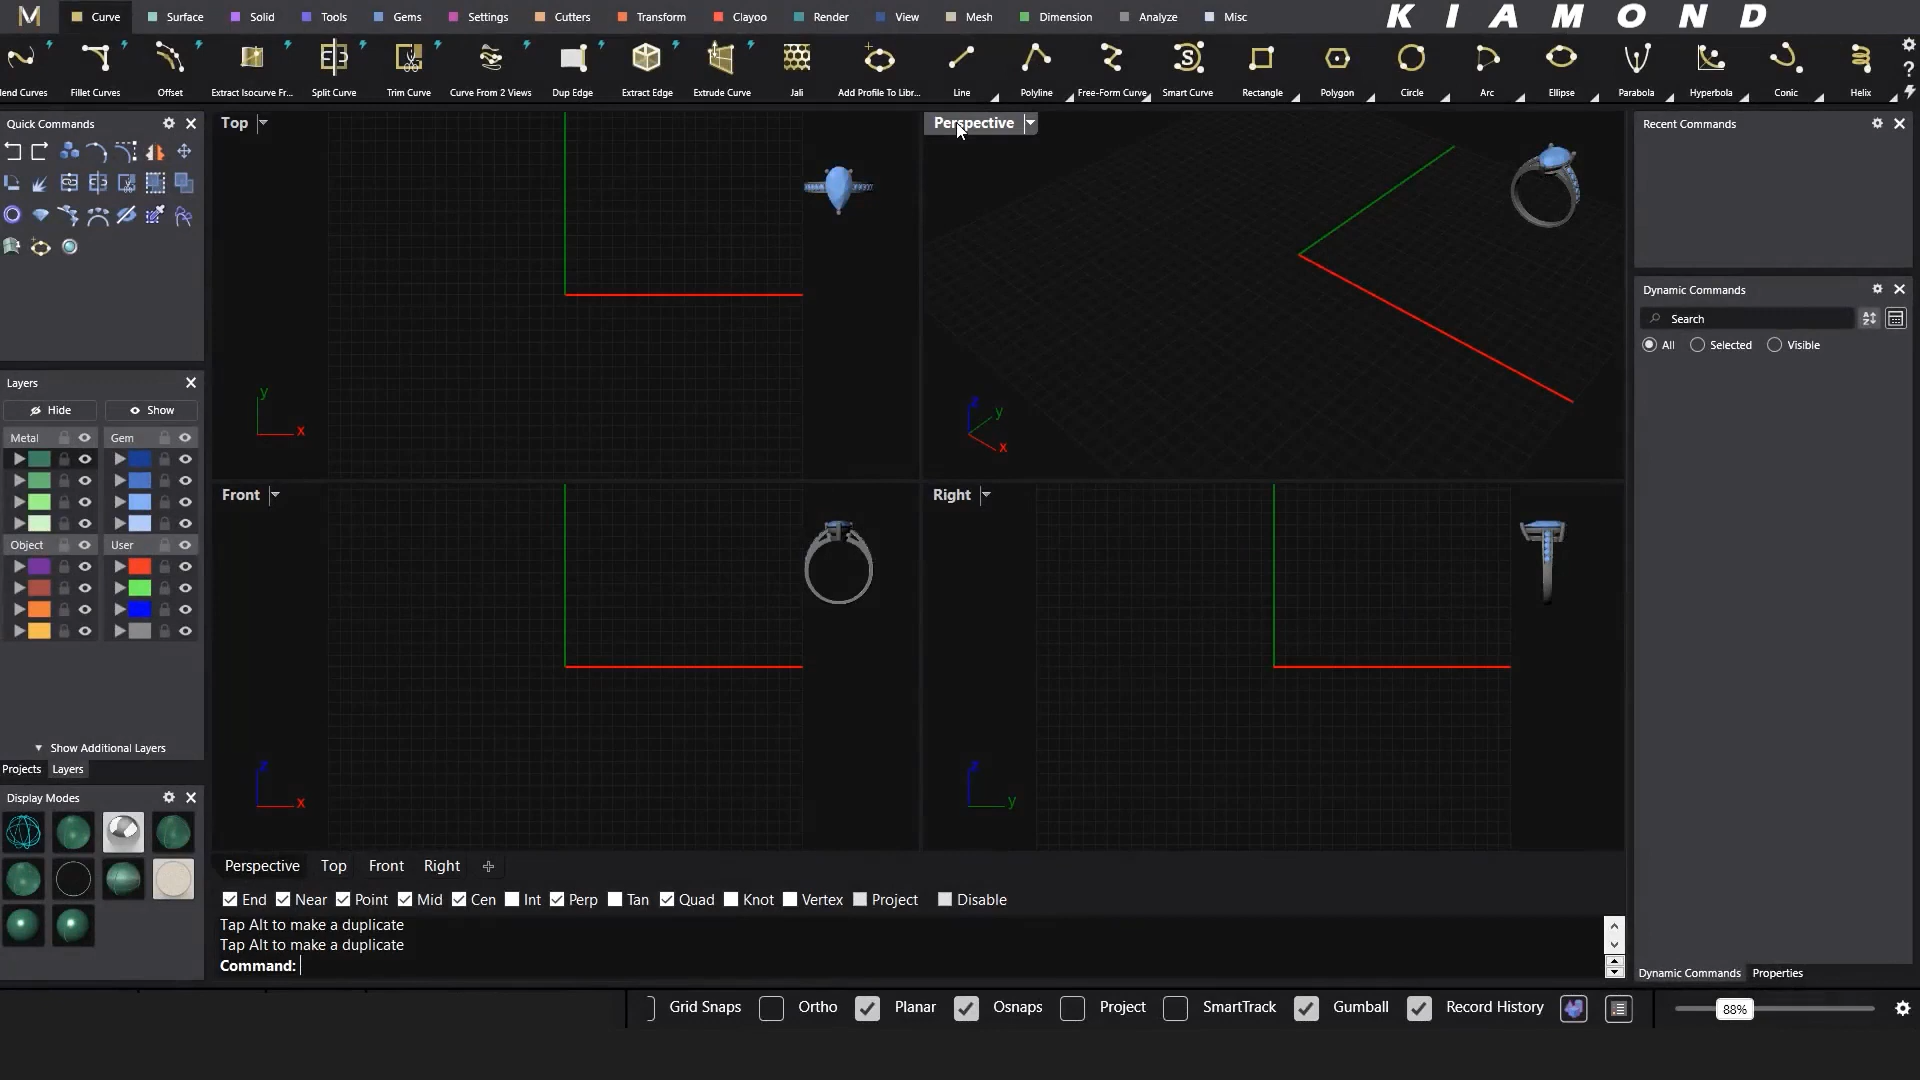 M Curve Surface Solid Tools Gems Settings Cutters Transform Clayoo Render View Mesh Dimension Analyze Misc KIAMOND
lend Curves Fillet Curves Offset Extract Isocurve Fr... Split Curve Trim Curve Curve From 2 Views Dup Edge Extract Edge Extrude Curve Jali Add Profile To Libr... Line Polyline Free-Form Curve Smart Curve Rectangle Polygon Circle Arc Ellipse Parabola Hyperbola Conic Helix
Quick Commands
Top
Perspective
Recent Commands
Dynamic Commands
Search
All Selected Visible
Layers
Hide Show
Metal Gem
Object User
y
x
z
y
x
Front
Right
z
x
z
y
Show Additional Layers
Projects Layers
Display Modes
Perspective Top Front Right
End Near Point Mid Cen Int Perp Tan Quad Knot Vertex Project Disable
Tap Alt to make a duplicate
Tap Alt to make a duplicate
Command:
Dynamic Commands Properties
Grid Snaps Ortho Planar Osnaps Project SmartTrack Gumball Record History 88%